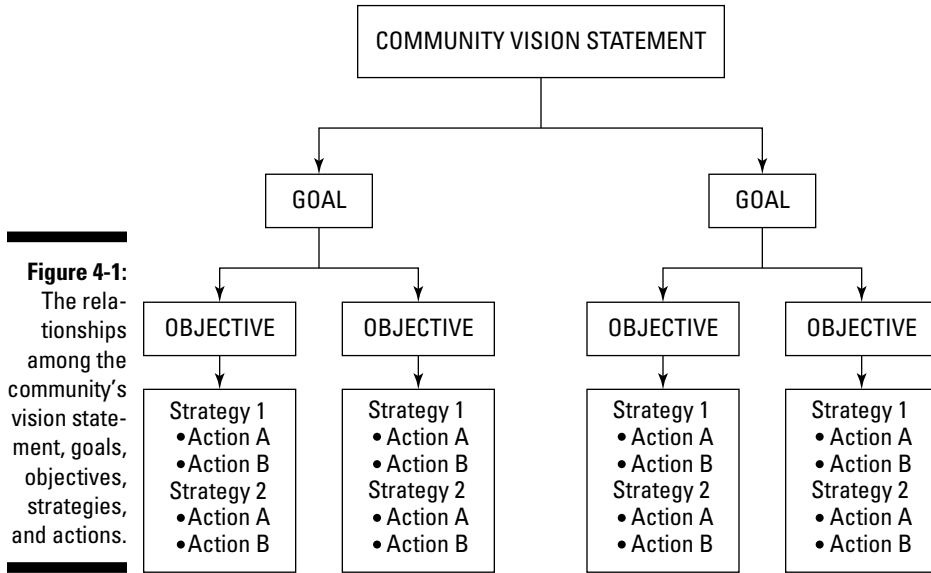 COMMUNITY VISION STATEMENT
GOAL
GOAL
Figure 4-1:
The rela-
tionships
among the
community’s
vision state-
ment, goals,
objectives,
strategies,
and actions.
OBJECTIVE
OBJECTIVE
OBJECTIVE
OBJECTIVE
Strategy 1
•Action A
•Action B
Strategy 2
•Action A
•Action B
Strategy 1
• Action A
• Action B
Strategy 2
• Action A
• Action B
Strategy 1
• Action A
• Action B
Strategy 2
• Action A
• Action B
Strategy 1
• Action A
• Action B
Strategy 2
• Action A
• Action B